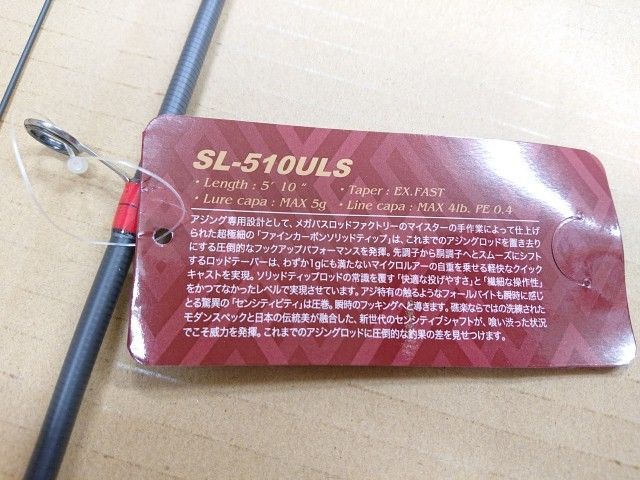 SL-510ULS
・Length : 5' 10" ・Taper : EX.FAST
・Lure capa : MAX 5g ・Line capa : MAX 4lb. PE 0.4
アジング専用設計として、メガバスロッドファクトリーのマイスターの手作業によって仕上げ
られた超極細の「ファインカーボンソリッドティップ」は、これまでのアジングロッドを置き去り
にする圧倒的なフックアップパフォーマンスを発揮。先調子から胴調子へとスムーズにシフト
するロッドテーパーは、わずか1gにも満たないマイクロルアーの自重を乗せる軽快なクイック
キャストを実現。ソリッドティップロッドの常識を覆す「快適な投げやすさ」と「繊細な操作性」
をかつてなかったレベルで実現させています。アジ特有の触るようなフォールバイトも瞬時に感じ
とる驚異の「センシティビティ」は圧巻。瞬時のフッキングへと導きます。礁楽ならではの洗練された
モダンスペックと日本の伝統美が融合した、新世代のセンシティブシャフトが、喰い渋った状況
でこそ威力を発揮。これまでのアジングロッドに圧倒的な釣果の差を見せつけます。